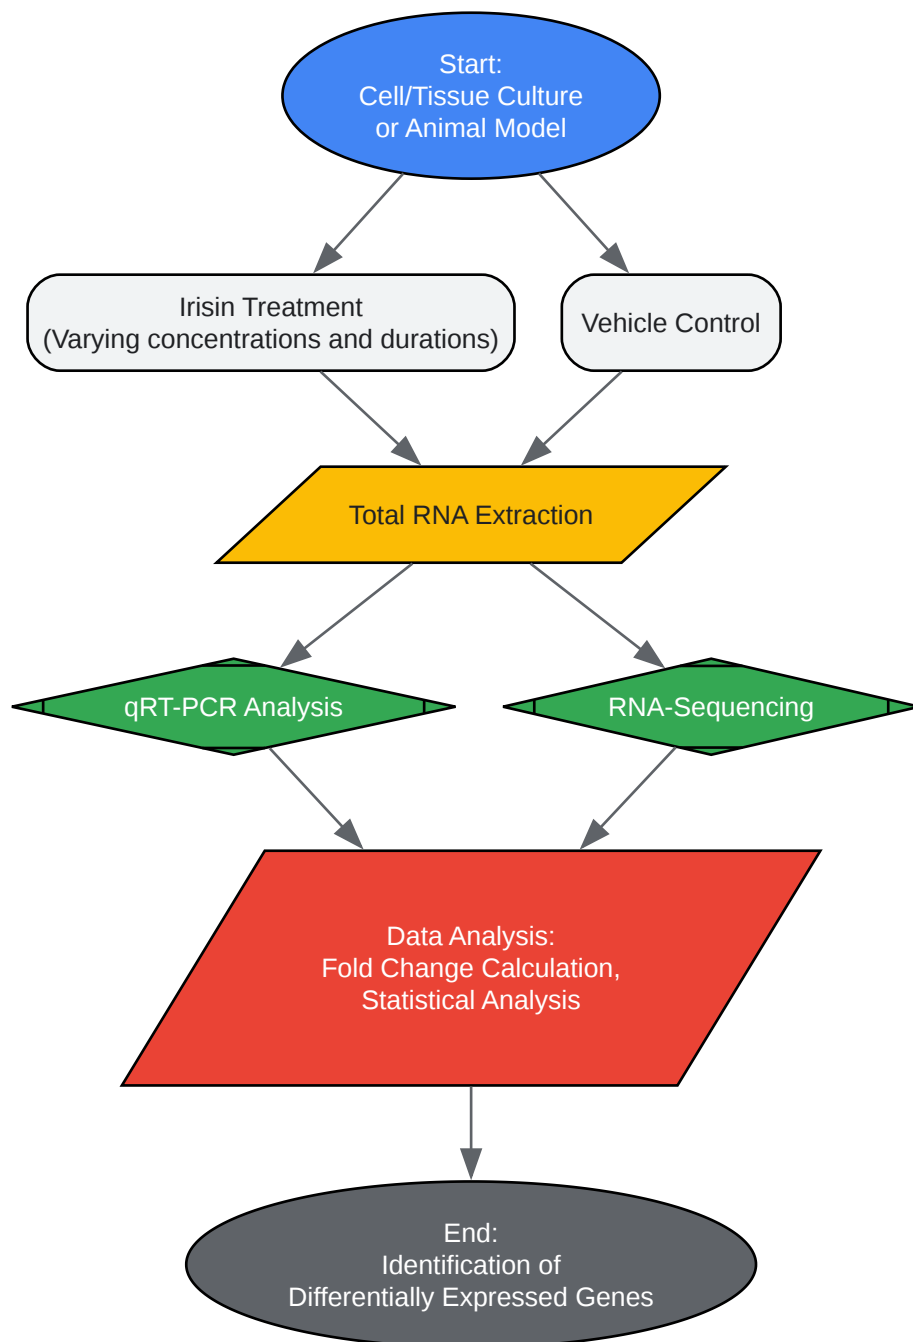 Start:
Cell/Tissue Culture
or Animal Model
Irisin Treatment
(Varying concentrations and durations)
Vehicle Control
Total RNA Extraction
qRT-PCR Analysis
RNA-Sequencing
Data Analysis:
Fold Change Calculation,
Statistical Analysis
End:
Identification of
Differentially Expressed Genes